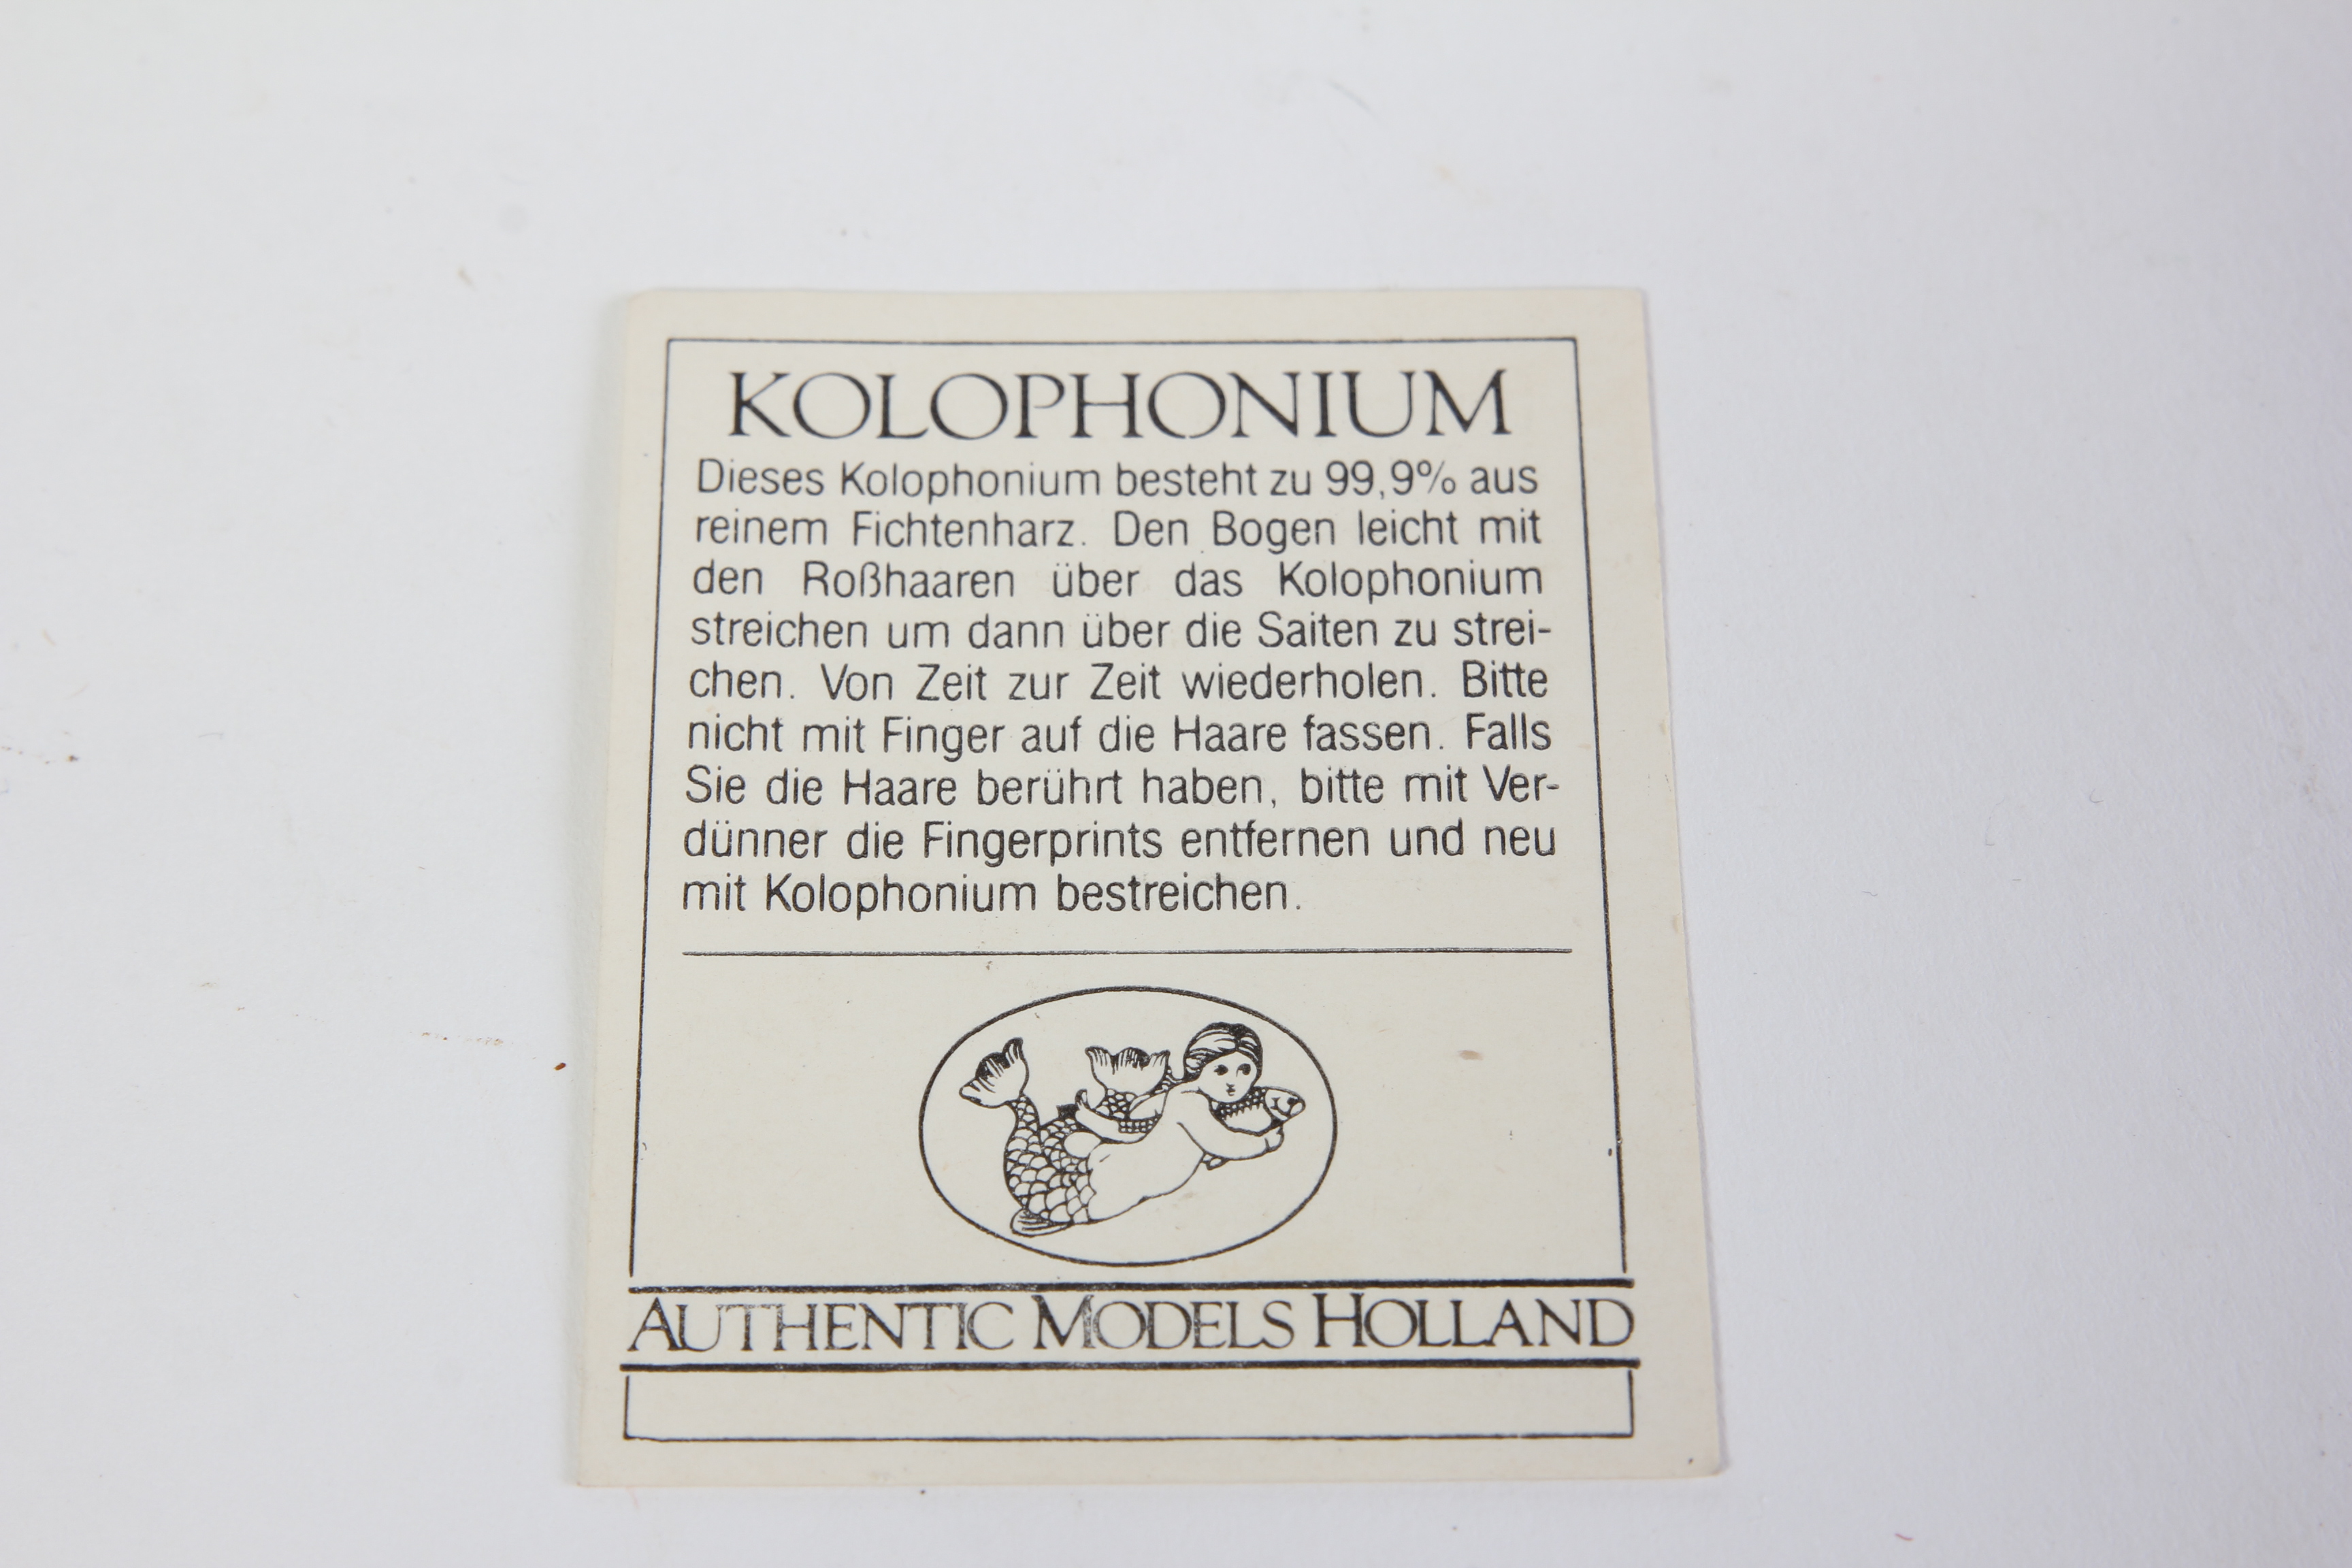 KOLOPHONIUM
Dieses Kolophonium besteht zu 99,9% aus
reinem Fichtenharz. Den Bogen leicht mit
den Roßhaaren über das Kolophonium
streichen um dann über die Saiten zu strei-
chen. Von Zeit zur Zeit wiederholen. Bitte
nicht mit Finger auf die Haare fassen. Falls
Sie die Haare berührt haben, bitte mit Ver-
dünner die Fingerprints entfernen und neu
mit Kolophonium bestreichen.
AUTHENTIC MODELS HOLLAND